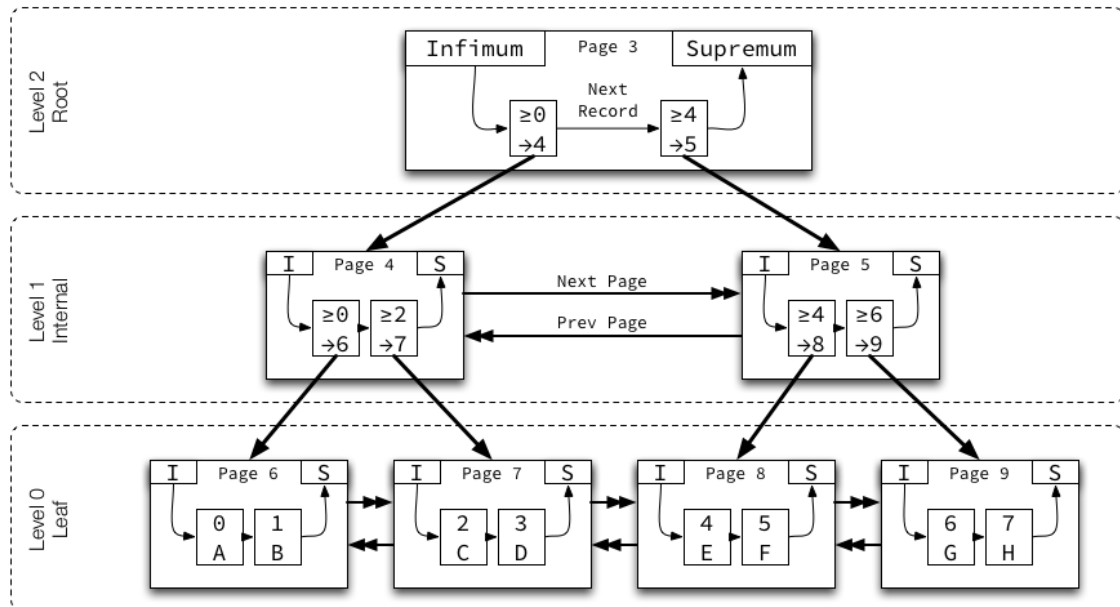 Level 2
Root
Infimum Page 3 Supremum
Next
Record
≥0 ≥4
→4 →5
Level 1
Internal
I Page 4 S I Page 5 S
Next Page
≥0 ≥2 ≥4 ≥6
Prev Page
→6 →7 →8 →9
Level 0
Leaf
I Page 6 S I Page 7 S I Page 8 S I Page 9 S
0 1 2 3 4 5 6 7
A B C D E F G H